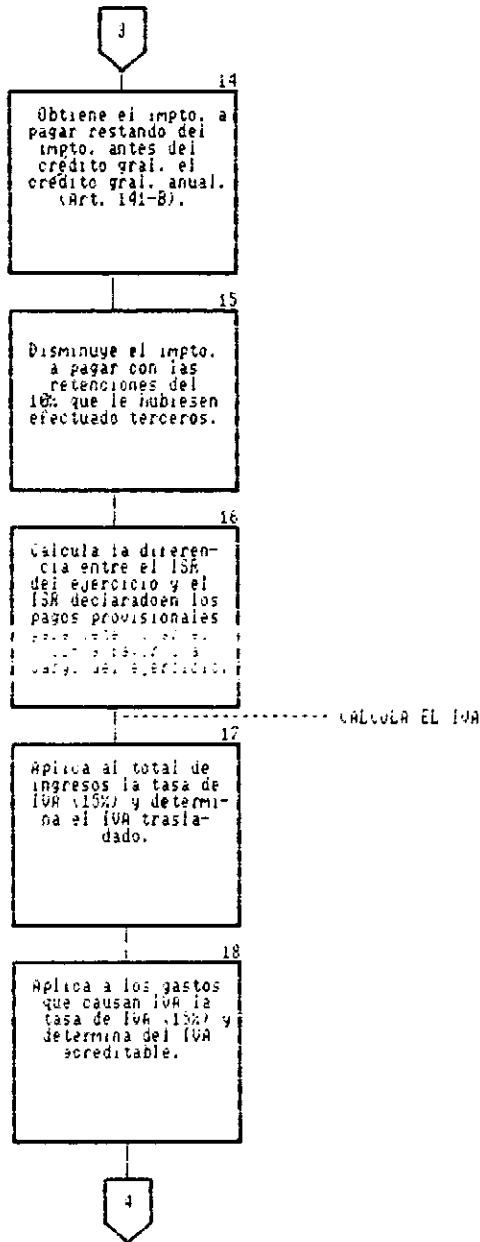 3
14
Obtiene el impto. a
pagar restando del
impto. antes del
crédito gral. el
crédito gral. anual.
(Art. 141-B).
15
Disminuye el impto.
a pagar con las
retenciones del
10% que le hubiesen
efectuado terceros.
16
Calcula la diferen-
cia entre el ISR
del ejercicio y el
ISR declaradoen los
pagos provisionales
ejercicio.
CALCULA EL IVA
17
Aplica al total de
ingresos la tasa de
IVA (15%) y determi-
na el IVA trasla-
dado.
18
Aplica a los gastos
que causan IVA la
tasa de IVA (15%) y
determina del IVA
acreditable.
4